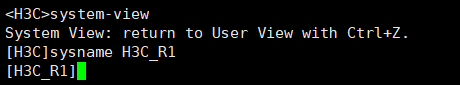 <H3C>system-view
System View: return to User View with Ctrl+Z.
[H3C]sysname H3C_R1
[H3C_R1]